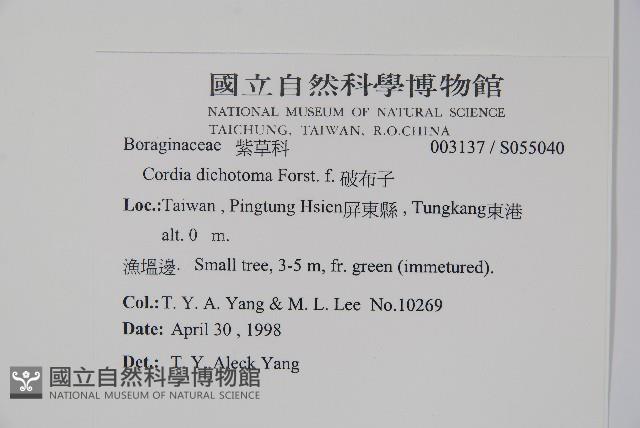 國立自然科學博物館
NATIONAL MUSEUM OF NATURAL SCIENCE
TAICHUNG, TAIWAN, R.O.CHINA
Boraginaceae 紫草科 003137 / S055040
Cordia dichotoma Forst. f. 破布子
Loc.:Taiwan , Pingtung Hsien屏東縣 , Tungkang東港
alt. 0 m.
漁塭邊. Small tree, 3-5 m, fr. green (immetured).
Col.: T. Y. A. Yang & M. L. Lee No.10269
Date: April 30 , 1998
Det.: T. Y. Aleck Yang
國立自然科學博物館
NATIONAL MUSEUM OF NATURAL SCIENCE